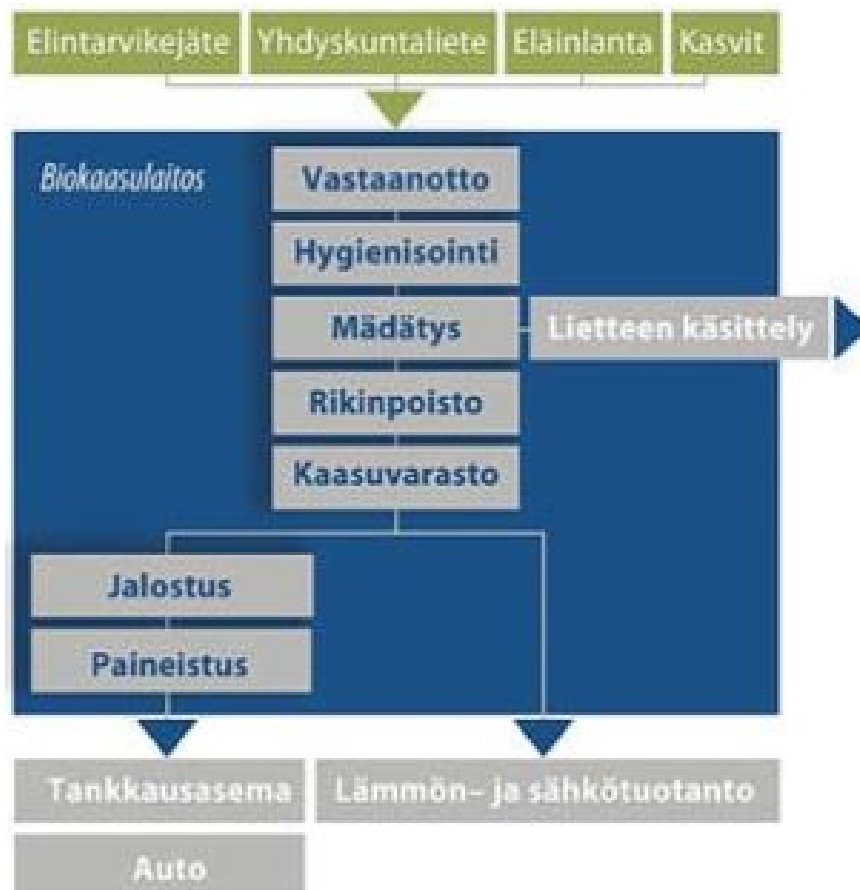 Elintarvikejäte
Yhdyskuntaliete
Eläinlanta
Kasvit
Biokaasulaitos
Vastaanotto
Hygienisointi
Mädätys
Lietteen käsittely
Rikinpoisto
Kaasuvarasto
Jalostus
Paineistus
Tankkausasema
Lämmön– ja sähkötuotanto
Auto